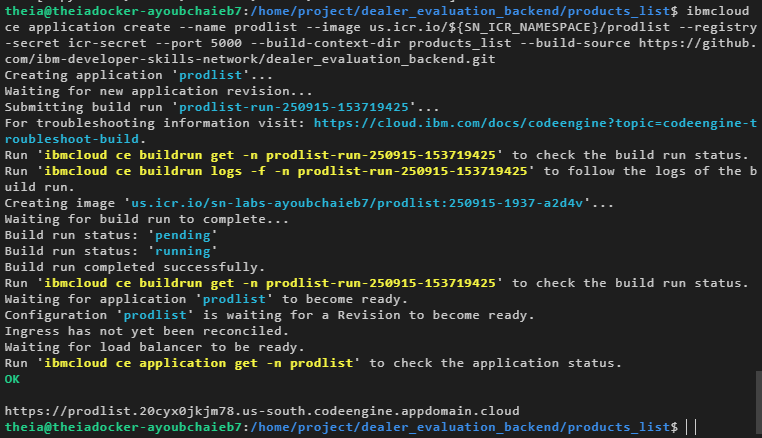 theia@theiadocker-ayoubchaieb7:/home/project/dealer_evaluation_backend/products_list$ ibmcloud
ce application create --name prodlist --image us.icr.io/${SN_ICR_NAMESPACE}/prodlist --registry
-secret icr-secret --port 5000 --build-context-dir products_list --build-source https://github.
com/ibm-developer-skills-network/dealer_evaluation_backend.git
Creating application 'prodlist'...
Waiting for new application revision...
Submitting build run 'prodlist-run-250915-153719425'...
For troubleshooting information visit: https://cloud.ibm.com/docs/codeengine?topic=codeengine-t
roubleshoot-build.
Run 'ibmcloud ce buildrun get -n prodlist-run-250915-153719425' to check the build run status.
Run 'ibmcloud ce buildrun logs -f -n prodlist-run-250915-153719425' to follow the logs of the b
uild run.
Creating image 'us.icr.io/sn-labs-ayoubchaieb7/prodlist:250915-1937-a2d4v'...
Waiting for build run to complete...
Build run status: 'pending'
Build run status: 'running'
Build run completed successfully.
Run 'ibmcloud ce buildrun get -n prodlist-run-250915-153719425' to check the build run status.
Waiting for application 'prodlist' to become ready.
Configuration 'prodlist' is waiting for a Revision to become ready.
Ingress has not yet been reconciled.
Waiting for load balancer to be ready.
Run 'ibmcloud ce application get -n prodlist' to check the application status.
OK
https://prodlist.20cyx0jkjm78.us-south.codeengine.appdomain.cloud
theia@theiadocker-ayoubchaieb7:/home/project/dealer_evaluation_backend/products_list$